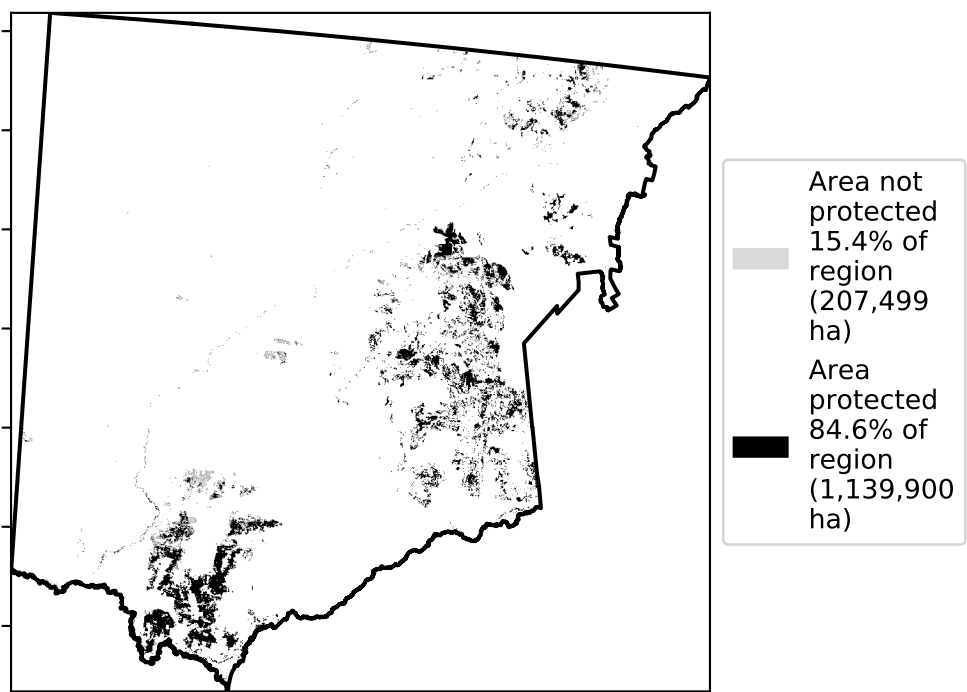 Area not
protected
15.4% of
region
(207,499
ha)
Area
protected
84.6% of
region
(1,139,900
ha)